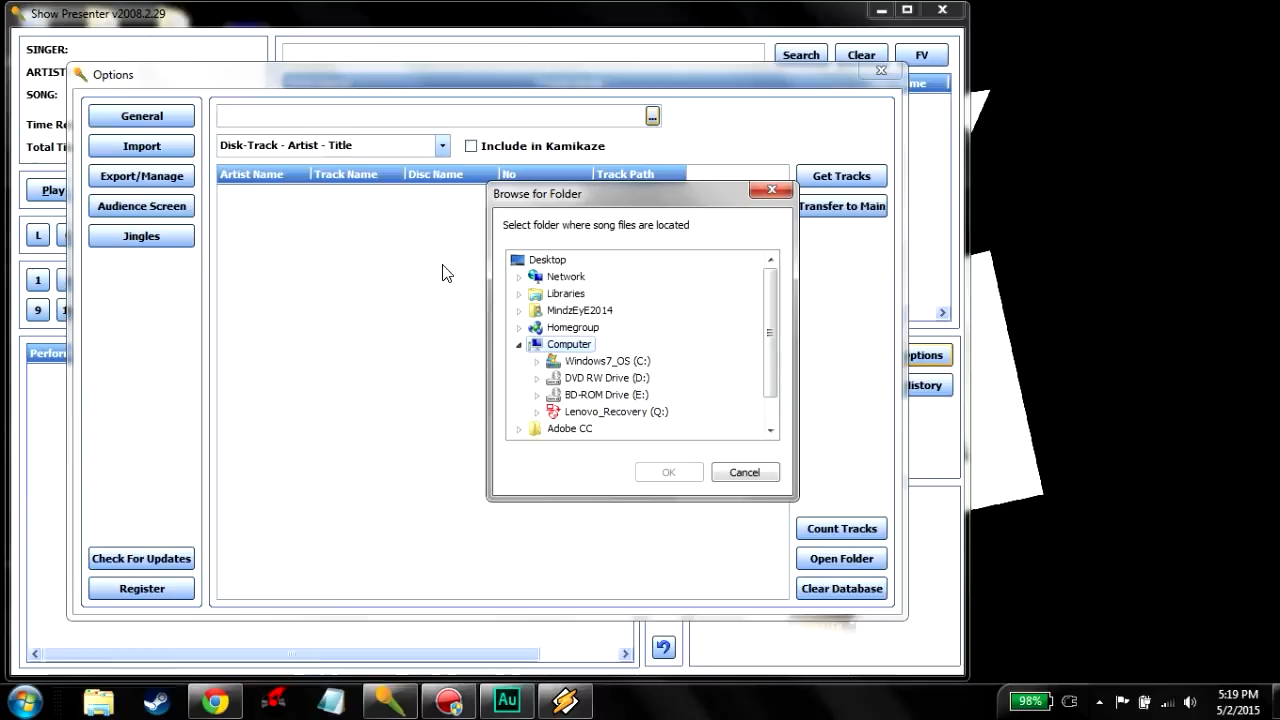 Show Presenter v2008.2.29
SINGER:
ARTIST
SONG:
Time Re
Total Ti
Search
Clear
FV
me
Options
General
Import
Export/Manage
Audience Screen
Jingles
Check For Updates
Register
...
Disk-Track - Artist - Title
Include in Kamikaze
Artist Name
Track Name
Disc Name
No
Track Path
Get Tracks
Transfer to Main
Count Tracks
Open Folder
Clear Database
Browse for Folder
Select folder where song files are located
Desktop
Network
Libraries
MindzEyE2014
Homegroup
Computer
Windows7_OS (C:)
DVD RW Drive (D:)
BD-ROM Drive (E:)
Lenovo_Recovery (Q:)
Adobe CC
OK
Cancel
Play
L
1
9
Perform
ptions
istory
98%
Au
5:19 PM
5/2/2015